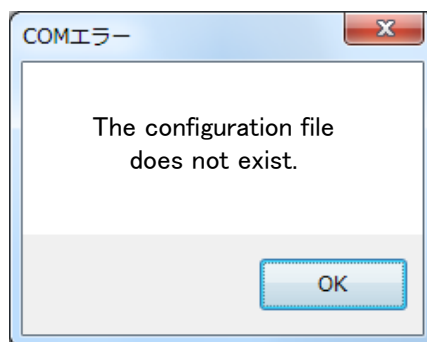 COMエラー
The configuration file
does not exist.
OK